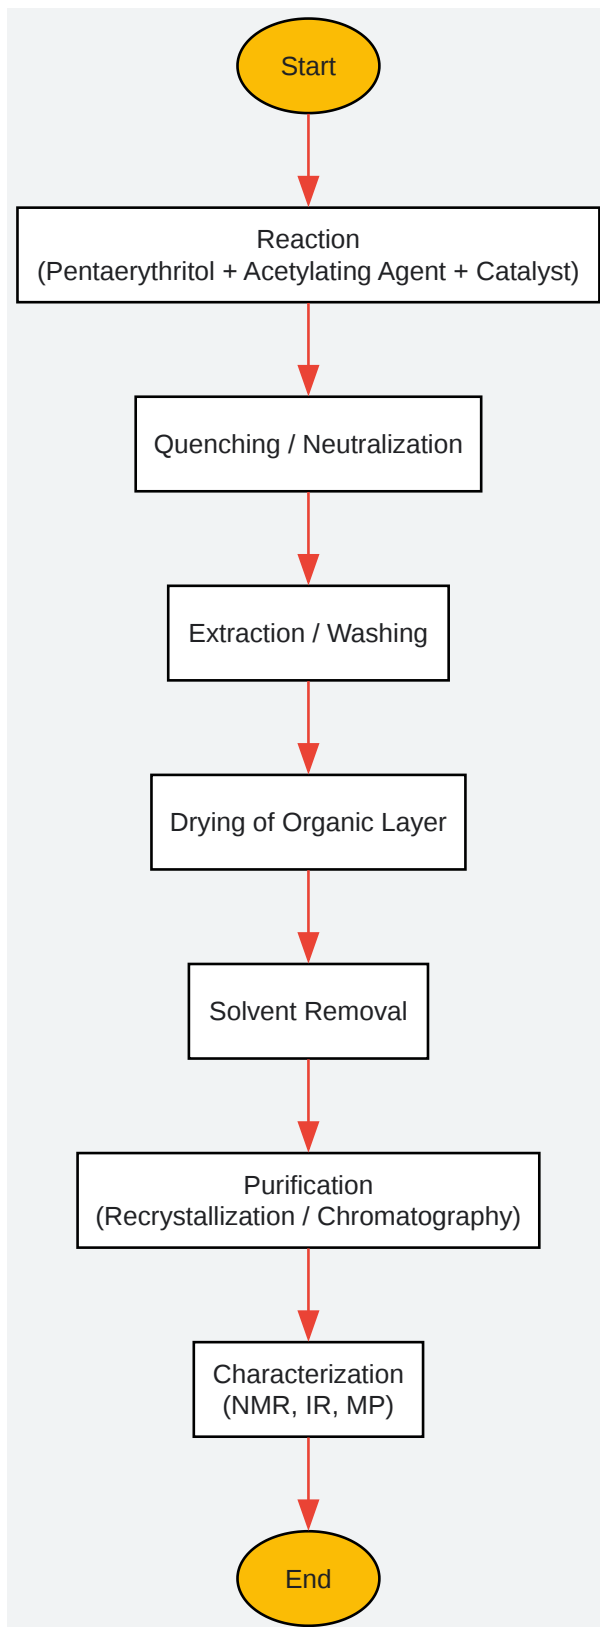 Start
Reaction
(Pentaerythritol + Acetylating Agent + Catalyst)
Quenching / Neutralization
Extraction / Washing
Drying of Organic Layer
Solvent Removal
Purification
(Recrystallization / Chromatography)
Characterization
(NMR, IR, MP)
End